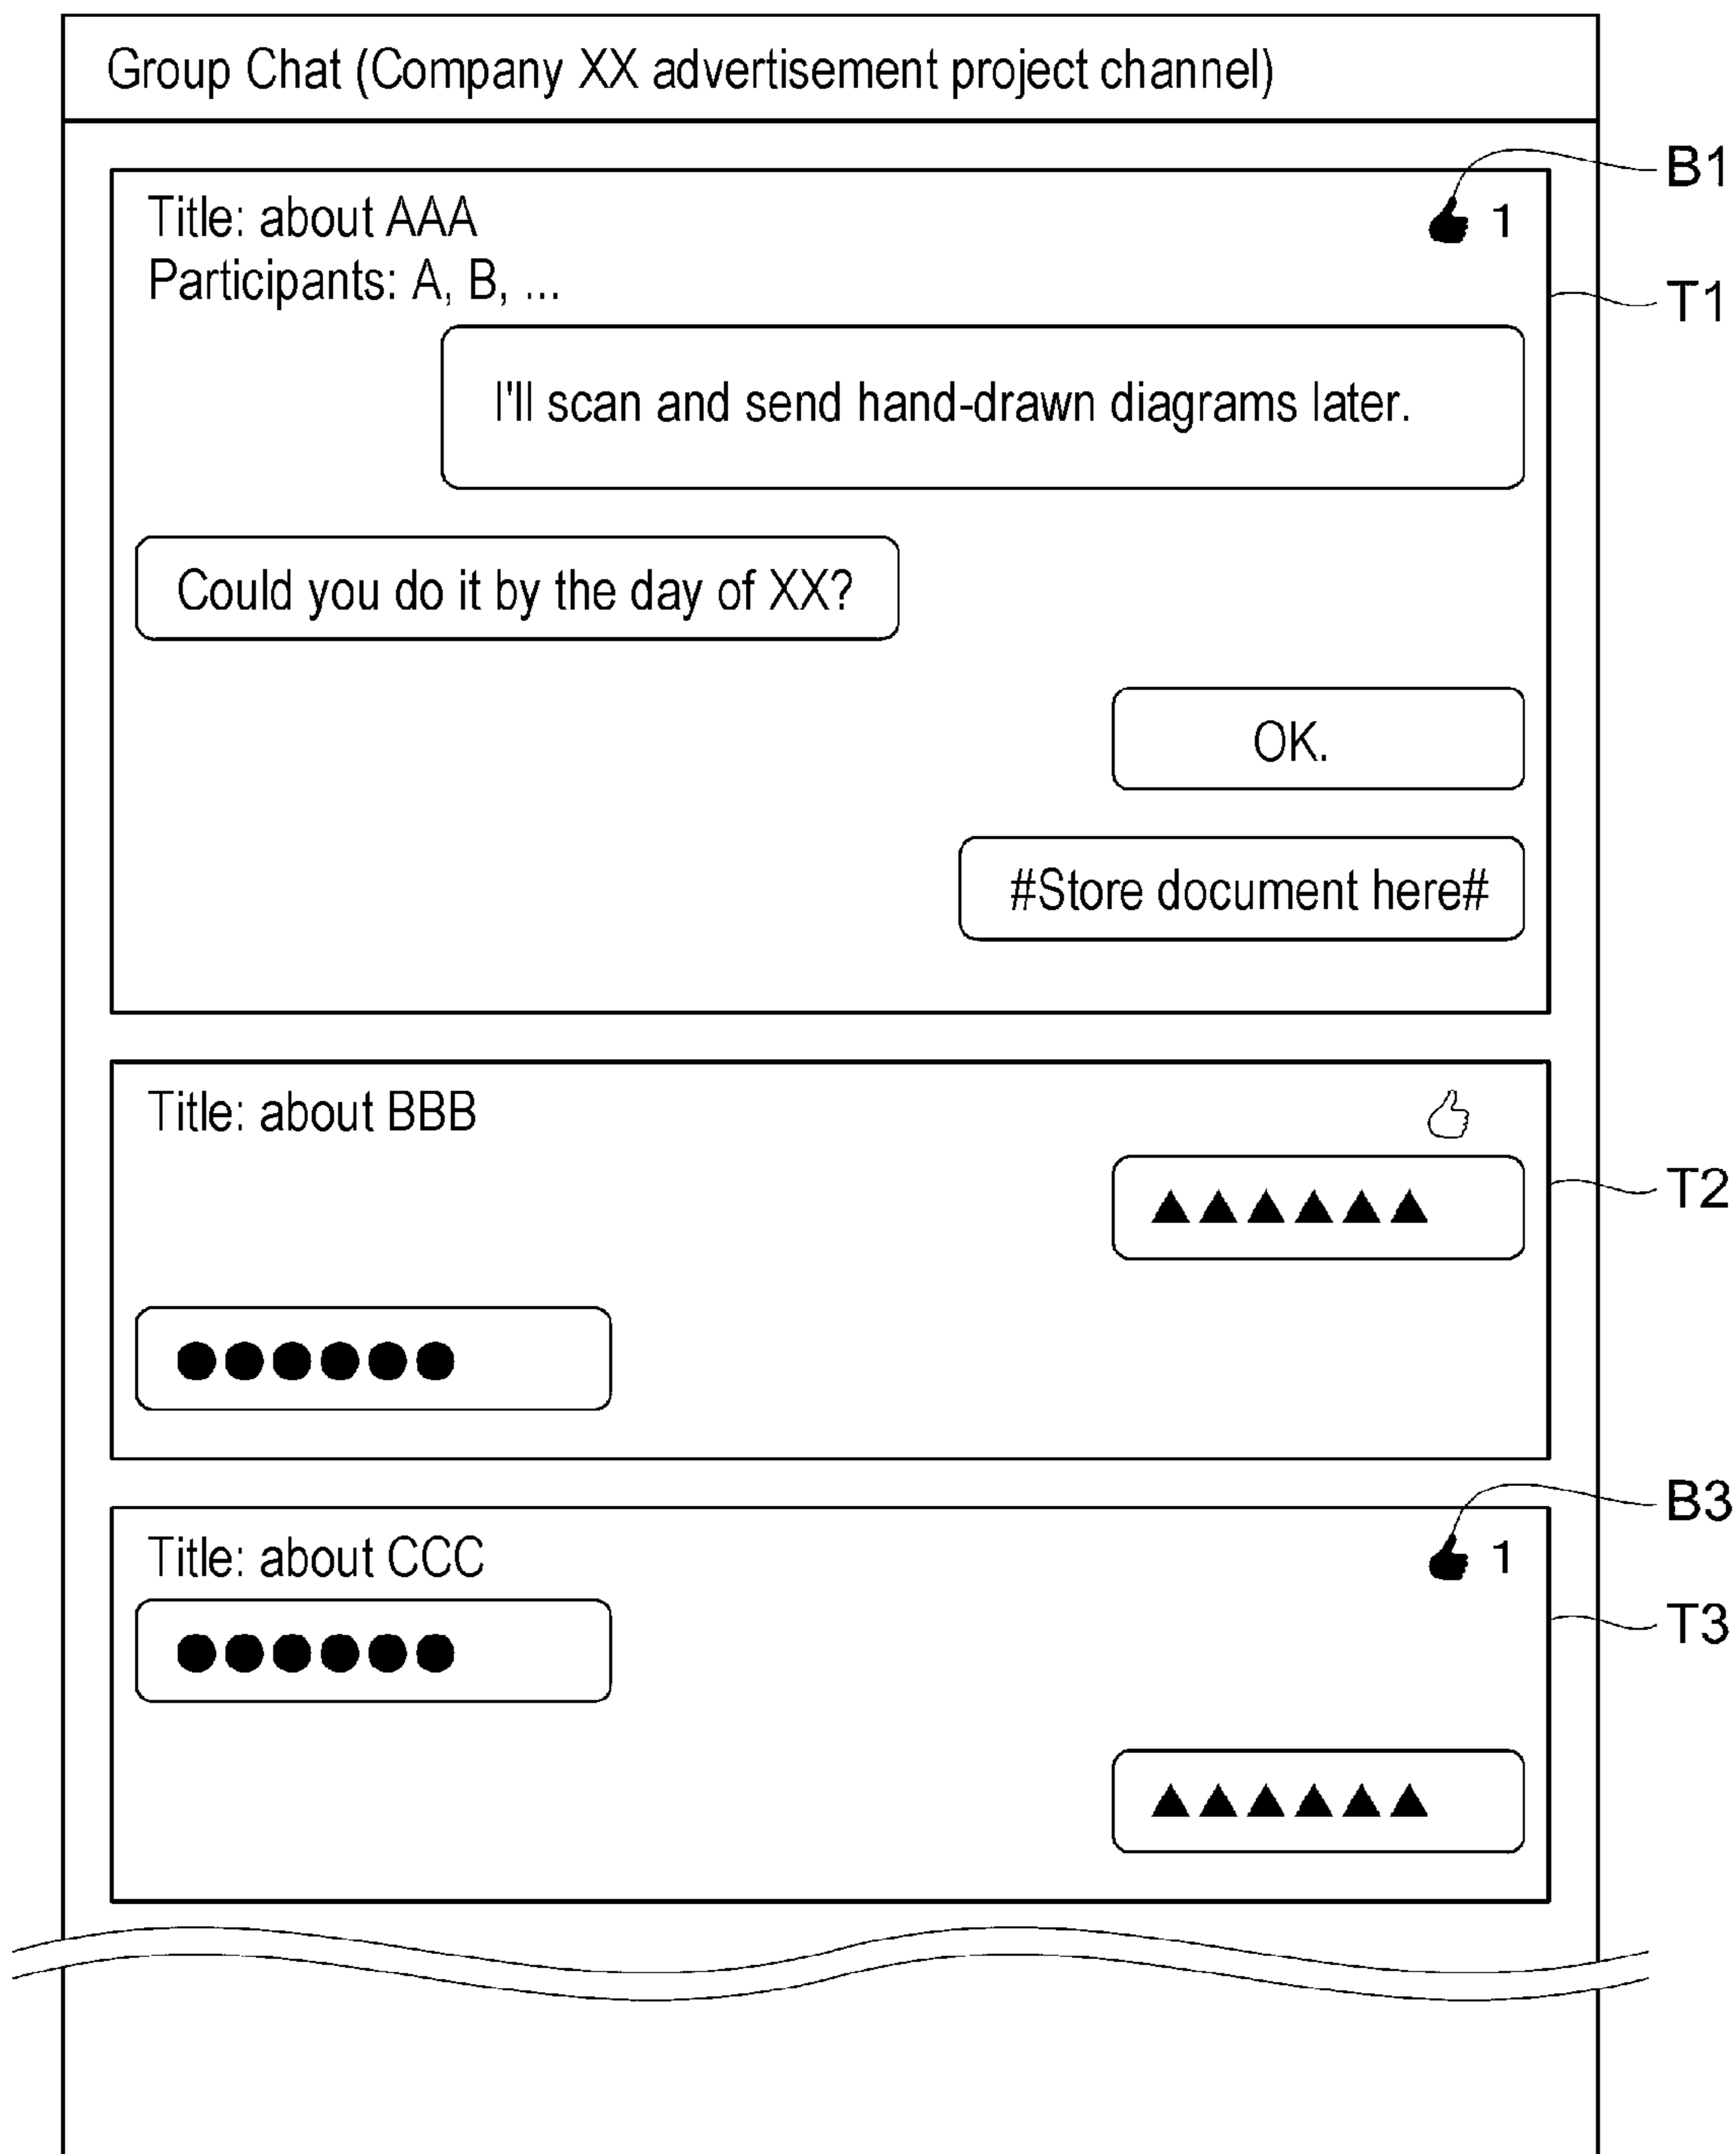 Group Chat (Company XX advertisement project channel)
B1
Title: about AAA
1
Participants: A, B, ...
T1
I'll scan and send hand-drawn diagrams later.
Could you do it by the day of XX?
OK.
#Store document here#
Title: about BBB
T2
▲▲▲▲▲▲
●●●●●●
B3
Title: about CCC
1
T3
●●●●●●
▲▲▲▲▲▲